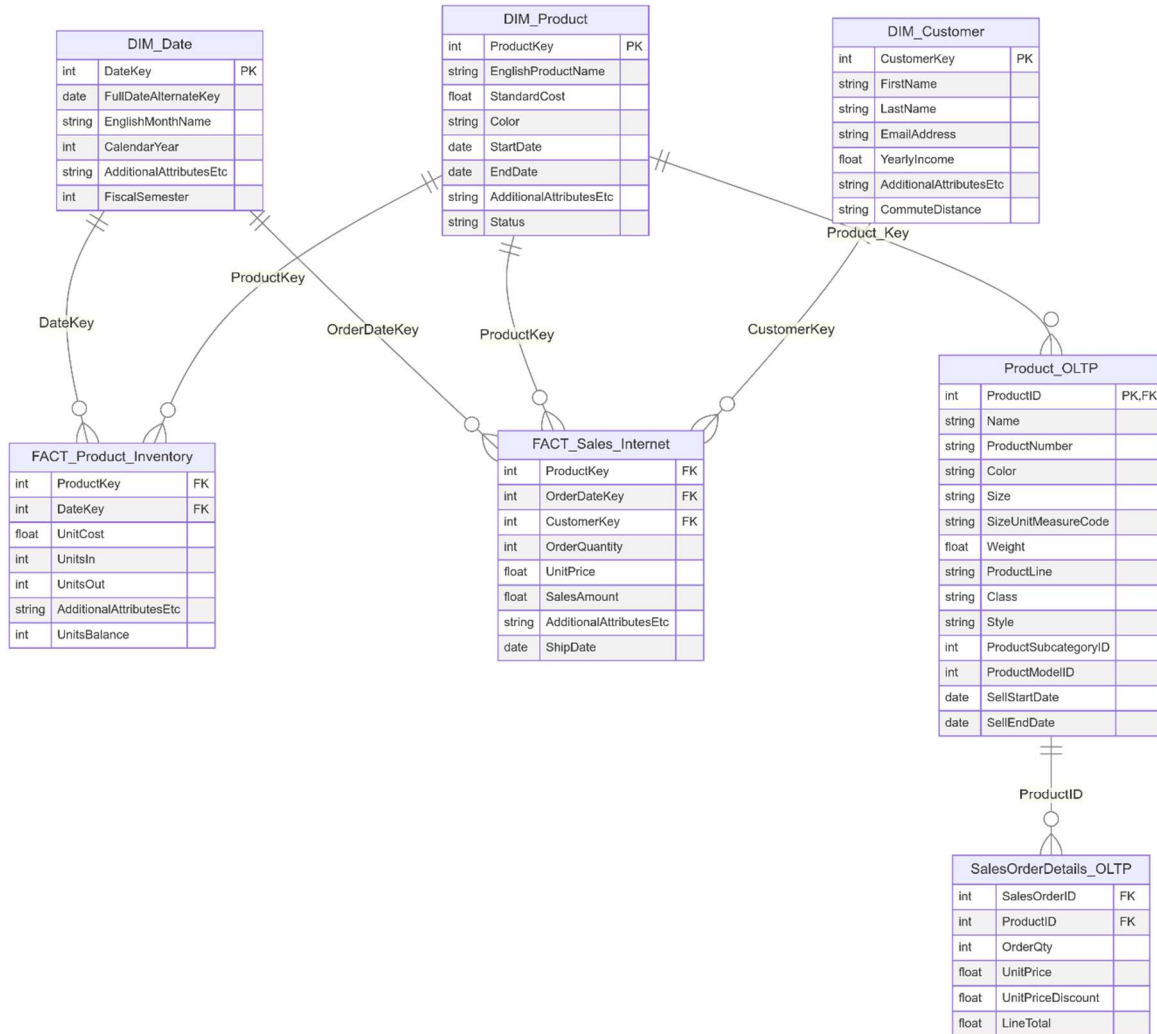 DIM_Date
int DateKey PK
date FullDateAlternateKey
string EnglishMonthName
int CalendarYear
string AdditionalAttributesEtc
int FiscalSemester
DIM_Product
int ProductKey PK
string EnglishProductName
float StandardCost
string Color
date StartDate
date EndDate
string AdditionalAttributesEtc
string Status
DIM_Customer
int CustomerKey PK
string FirstName
string LastName
string EmailAddress
float YearlyIncome
string AdditionalAttributesEtc
string CommuteDistance
Product_Key
ProductKey
DateKey
OrderDateKey
ProductKey
CustomerKey
FACT_Product_Inventory
int ProductKey FK
int DateKey FK
float UnitCost
int UnitsIn
int UnitsOut
string AdditionalAttributesEtc
int UnitsBalance
FACT_Sales_Internet
int ProductKey FK
int OrderDateKey FK
int CustomerKey FK
int OrderQuantity
float UnitPrice
float SalesAmount
string AdditionalAttributesEtc
date ShipDate
Product_OLTP
int ProductID PK,FK
string Name
string ProductNumber
string Color
string Size
string SizeUnitMeasureCode
float Weight
string ProductLine
string Class
string Style
int ProductSubcategoryID
int ProductModelID
date SellStartDate
date SellEndDate
ProductID
SalesOrderDetails_OLTP
int SalesOrderID FK
int ProductID FK
int OrderQty
float UnitPrice
float UnitPriceDiscount
float LineTotal